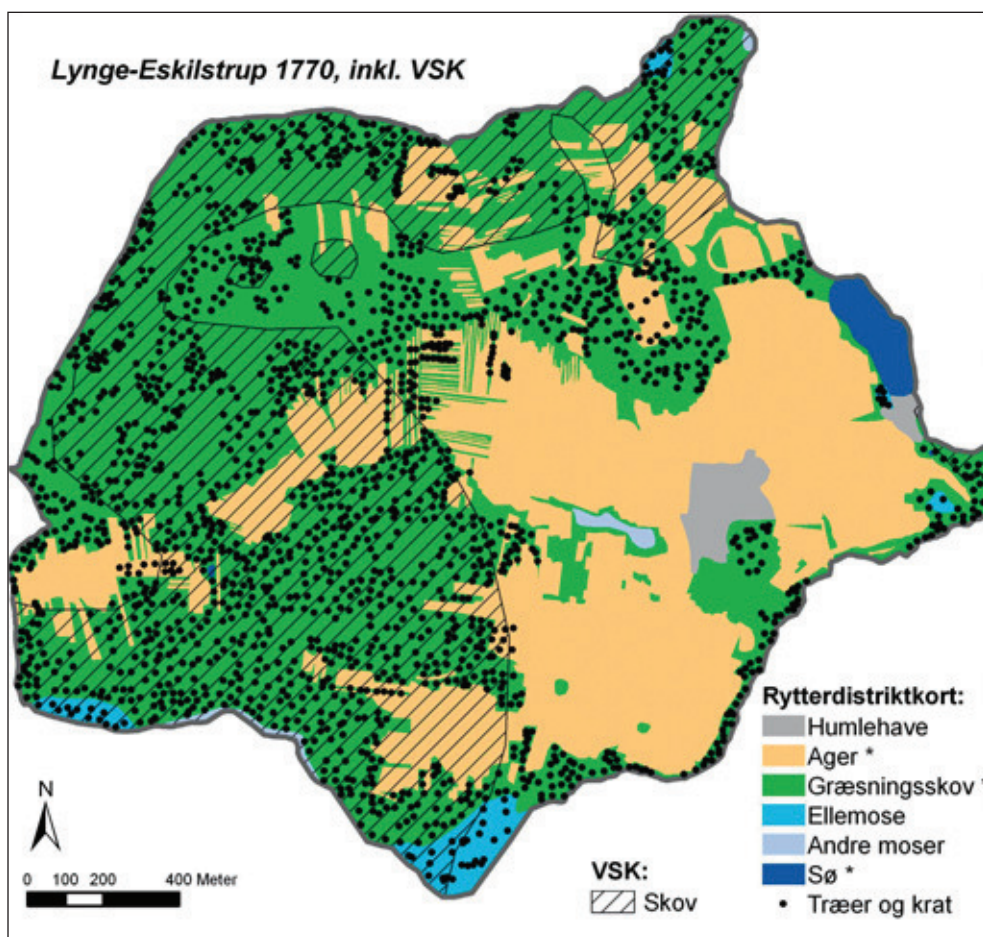 Lynge-Eskilstrup 1770, inkl. VSK
Rytterdistriktkort:
Humlehave
Ager *
Græsningsskov *
Ellemose
Andre moser
Sø *
Træer og krat
VSK:
Skov
N
0 100 200 400 Meter